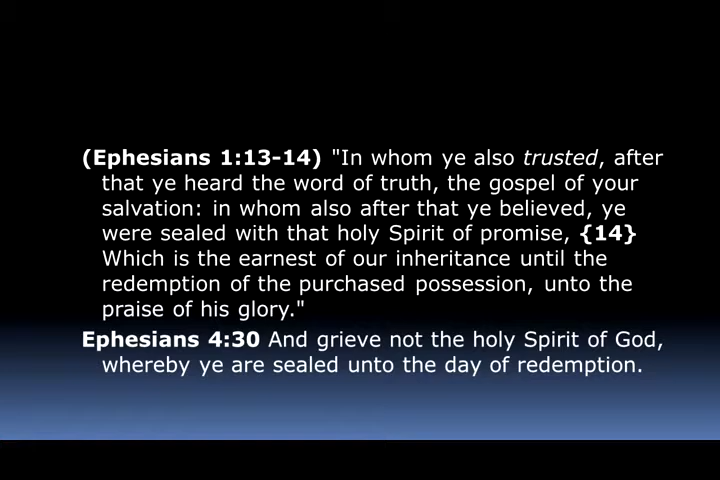 (Ephesians 1:13-14) "In whom ye also trusted, after
that ye heard the word of truth, the gospel of your
salvation: in whom also after that ye believed, ye
were sealed with that holy Spirit of promise, {14}
Which is the earnest of our inheritance until the
redemption of the purchased possession, unto the
praise of his glory."
Ephesians 4:30 And grieve not the holy Spirit of God,
whereby ye are sealed unto the day of redemption.